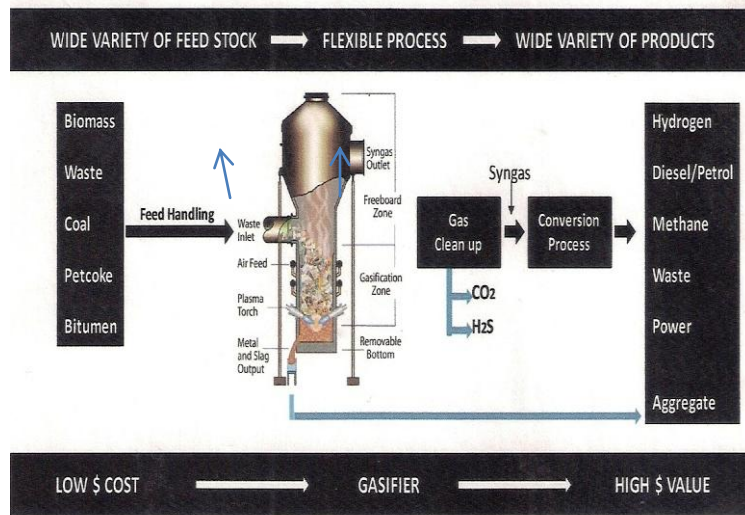 WIDE VARIETY OF FEED STOCK
FLEXIBLE PROCESS
WIDE VARIETY OF PRODUCTS
Biomass
Waste
Coal
Petcoke
Bitumen
Feed Handling
Waste
Inlet
Air Feed
Plasma
Torch
Metal
and Slag
Output
Syngas
Outlet
Freeboard
Zone
Gasification
Zone
Removable
Bottom
Syngas
Gas
Clean up
Conversion
Process
CO2
H2S
Hydrogen
Diesel/Petrol
Methane
Waste
Power
Aggregate
LOW $ COST
GASIFIER
HIGH $ VALUE